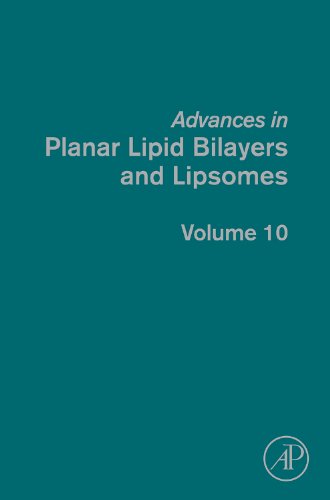 Advances in
Planar Lipid Bilayers
and Lipsomes
Volume 10
AP